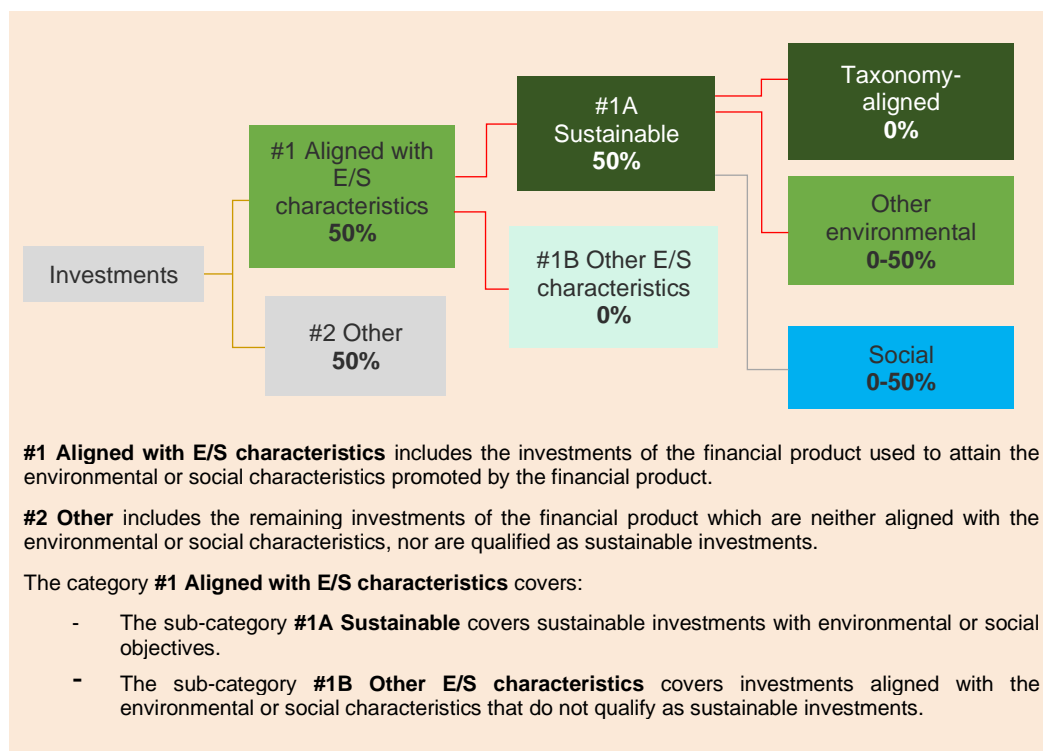 Investments
#1 Aligned with
E/S
characteristics
50%
#2 Other
50%
#1A
Sustainable
50%
#1B Other E/S
characteristics
0%
Taxonomy-
aligned
0%
Other
environmental
0-50%
Social
0-50%
#1 Aligned with E/S characteristics includes the investments of the financial product used to attain the
environmental or social characteristics promoted by the financial product.
#2 Other includes the remaining investments of the financial product which are neither aligned with the
environmental or social characteristics, nor are qualified as sustainable investments.
The category #1 Aligned with E/S characteristics covers:
- The sub-category #1A Sustainable covers sustainable investments with environmental or social
objectives.
- The sub-category #1B Other E/S characteristics covers investments aligned with the
environmental or social characteristics that do not qualify as sustainable investments.